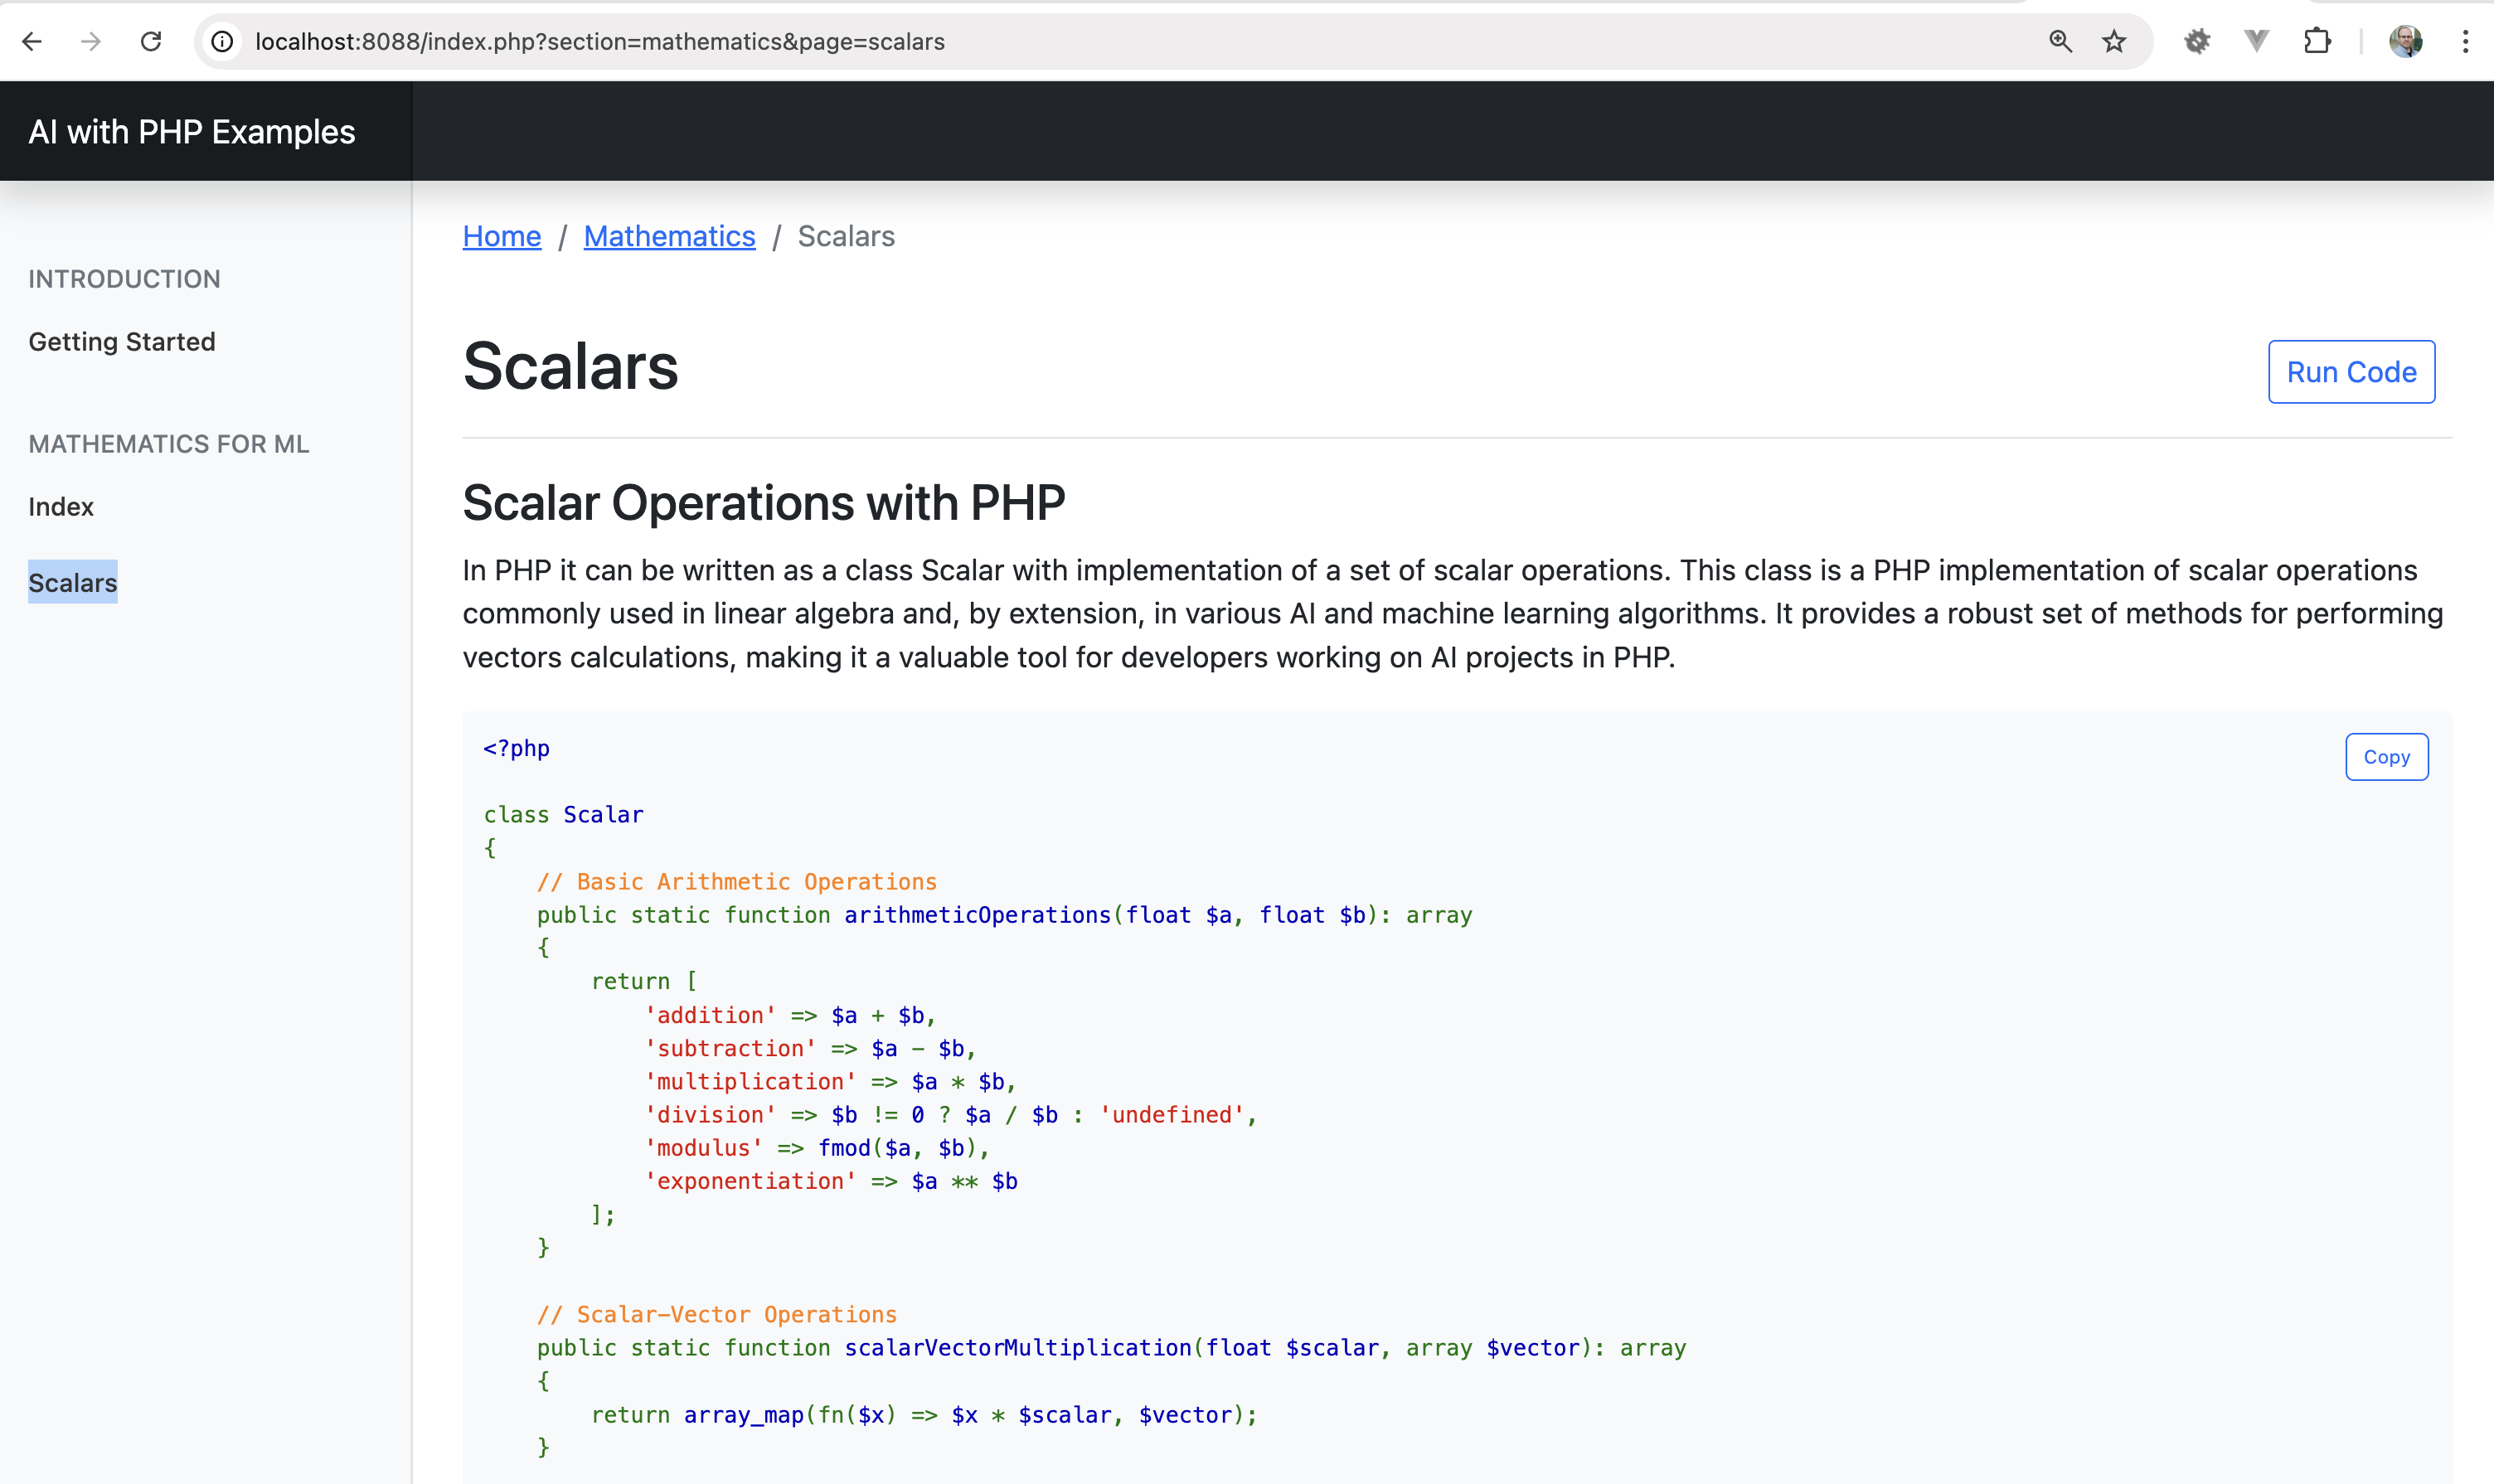 localhost:8088/index.php?section=mathematics&page=scalars
AI with PHP Examples
INTRODUCTION
Getting Started
MATHEMATICS FOR ML
Index
Scalars
Home / Mathematics / Scalars
Scalars
Run Code
Scalar Operations with PHP
In PHP it can be written as a class Scalar with implementation of a set of scalar operations. This class is a PHP implementation of scalar operations
commonly used in linear algebra and, by extension, in various AI and machine learning algorithms. It provides a robust set of methods for performing
vectors calculations, making it a valuable tool for developers working on AI projects in PHP.
Copy
<?php
class Scalar
{
    // Basic Arithmetic Operations
    public static function arithmeticOperations(float $a, float $b): array
    {
        return [
            'addition' => $a + $b,
            'subtraction' => $a - $b,
            'multiplication' => $a * $b,
            'division' => $b != 0 ? $a / $b : 'undefined',
            'modulus' => fmod($a, $b),
            'exponentiation' => $a ** $b
        ];
    }
    // Scalar-Vector Operations
    public static function scalarVectorMultiplication(float $scalar, array $vector): array
    {
        return array_map(fn($x) => $x * $scalar, $vector);
    }